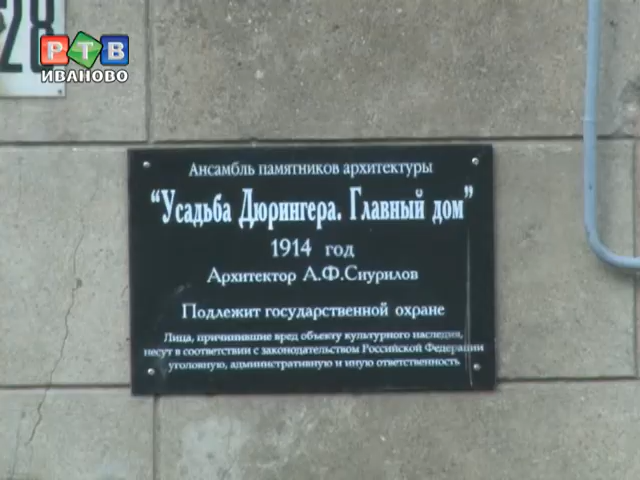 28
РТВ
ИВАНОВО
Ансамбль памятников архитектуры
“Усадьба Дюрингера. Главный дом”
1914 год
Архитектор А.Ф.Снурилов
Подлежит государственной охране
Лица, причинившие вред объекту культурного наследия,
несут в соответствии с законодательством Российской Федерации
уголовную, административную и иную ответственность